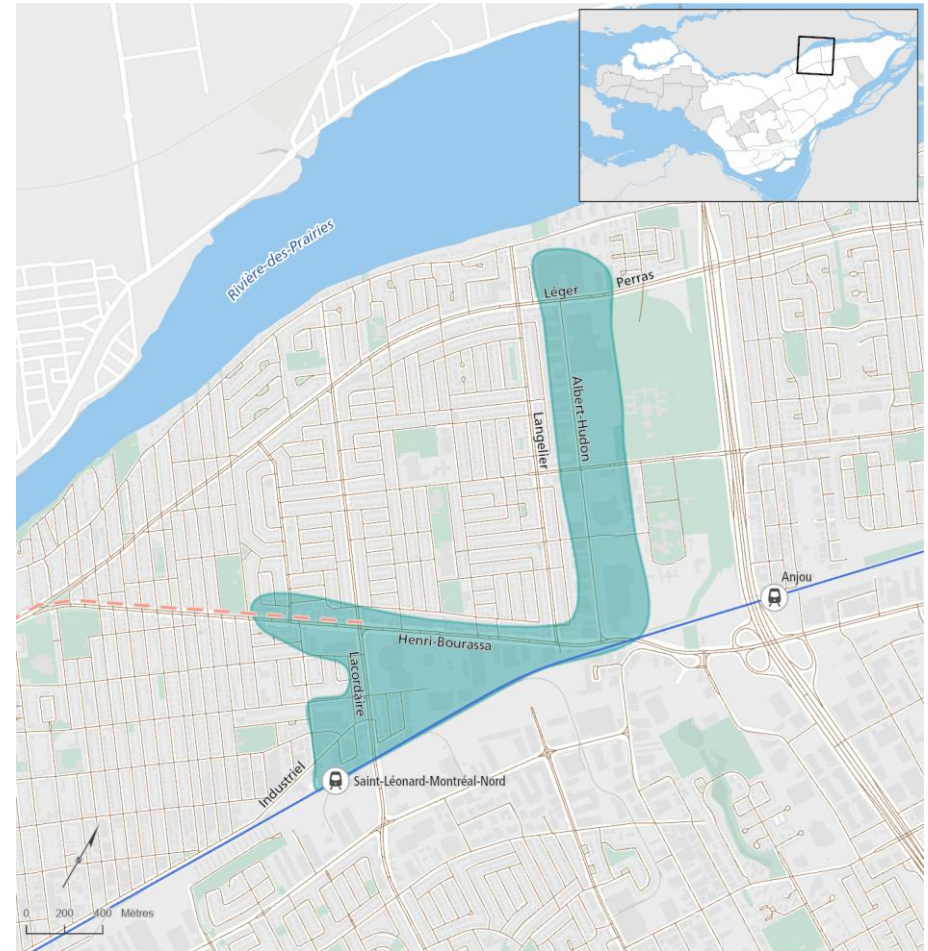 Rivière-des-Prairies
Léger
Perras
Albert-Hudon
Langelier
Anjou
Henri-Bourassa
Lacordaire
Industriel
Saint-Léonard-Montréal-Nord
0 200 400 Mètres